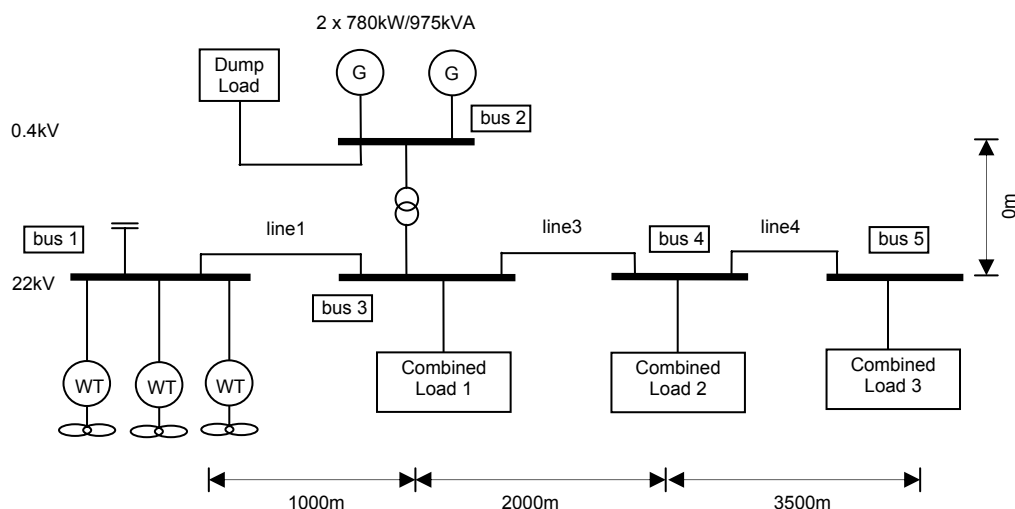 2 x 780kW/975kVA
Dump
Load
G
G
bus 2
0.4kV
0m
bus 1
line1
line3
bus 4
line4
bus 5
22kV
bus 3
WT
WT
WT
Combined
Load 1
Combined
Load 2
Combined
Load 3
1000m
2000m
3500m